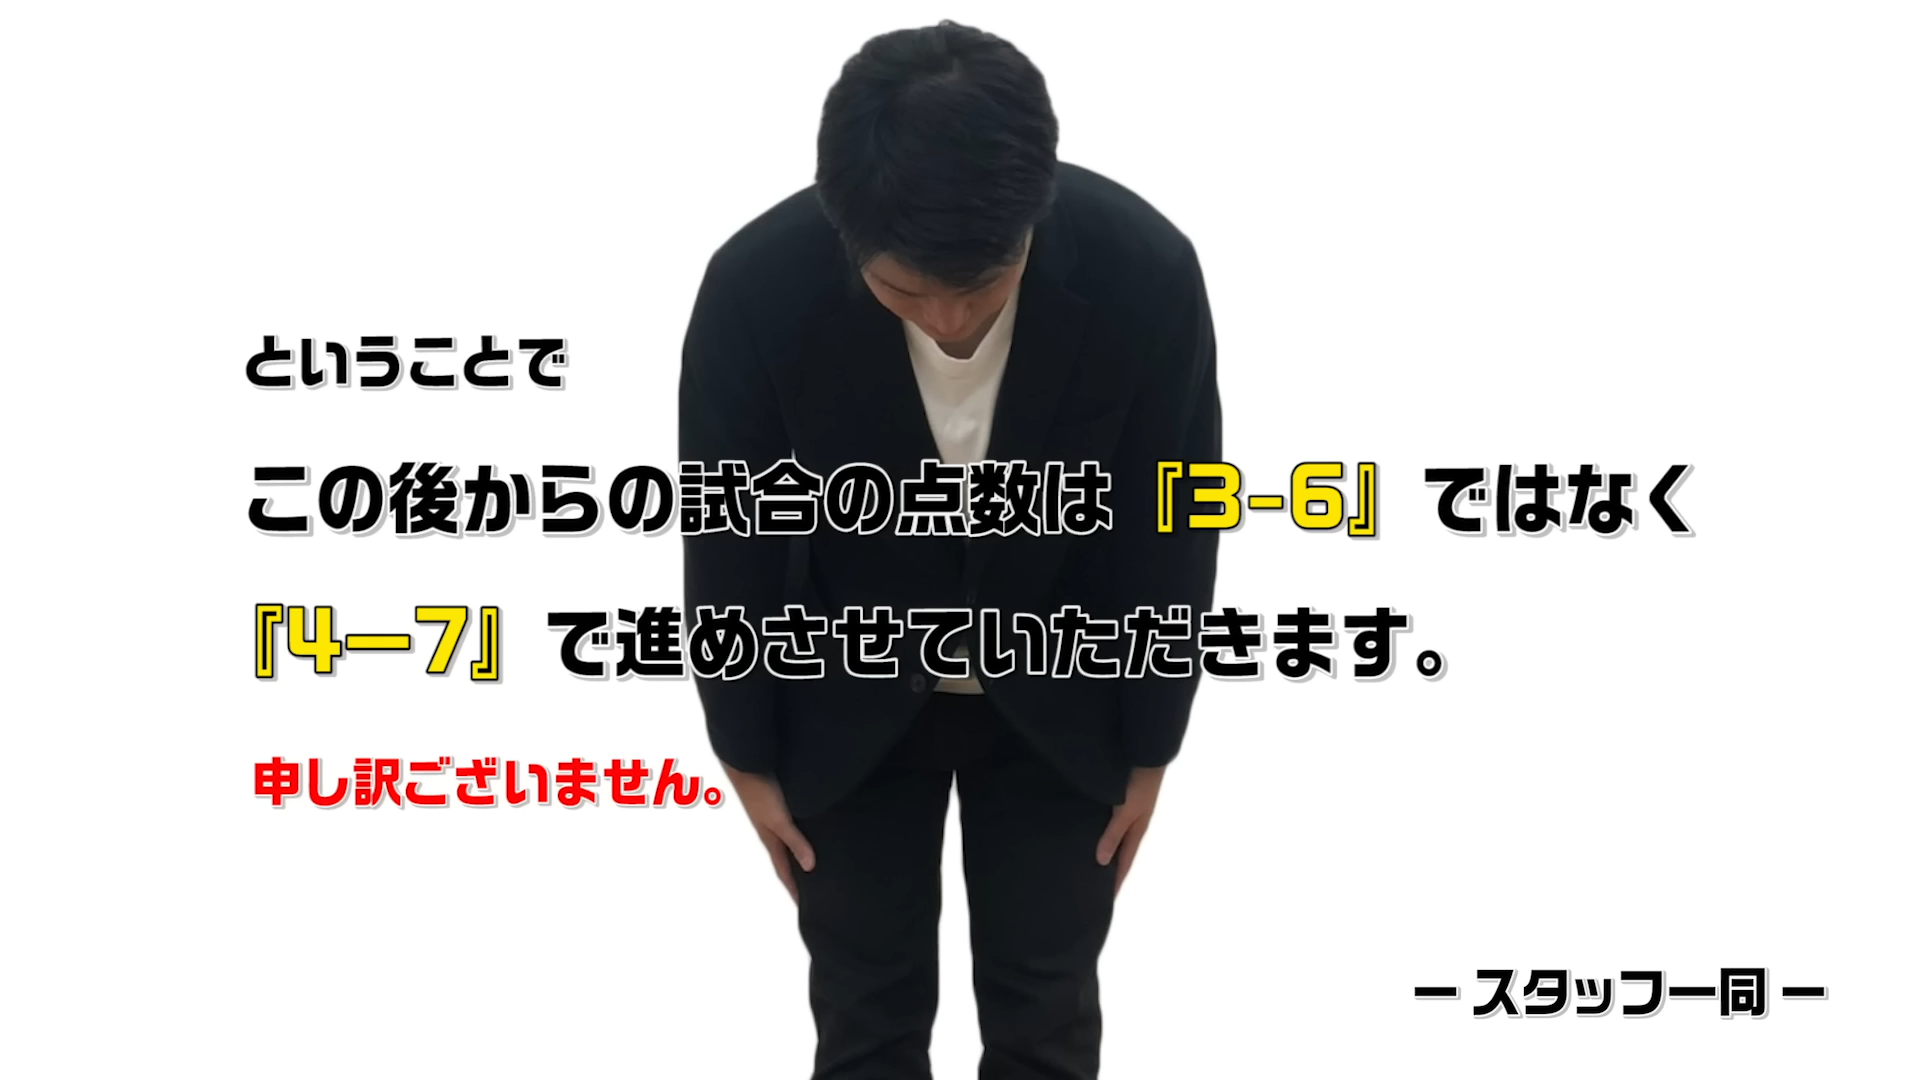 ということで
この後からの試合の点数は『3-6』ではなく
『4ー7』で進めさせていただきます。
申し訳ございません。
ー スタッフ一同 ー